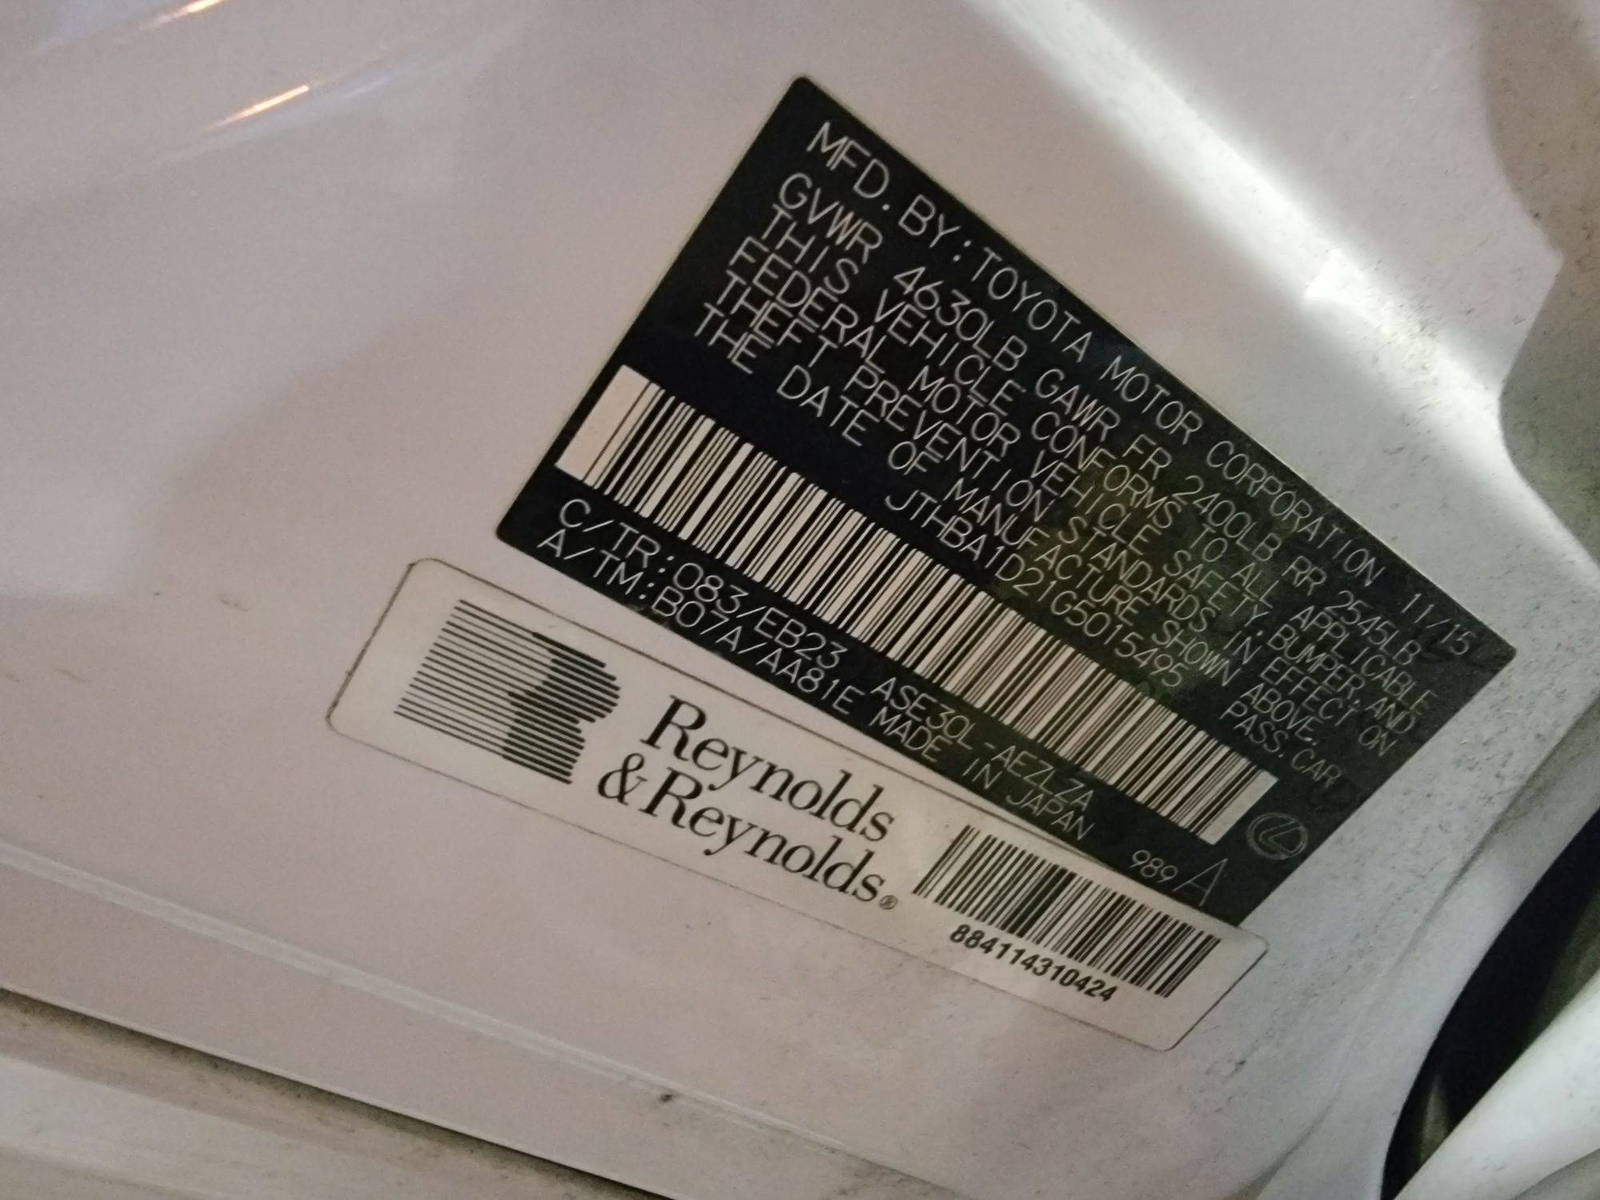 MFD. BY: TOYOTA MOTOR CORPORATION 11/15
GVWR 4630LB GAWR FR 2400LB RR 2545LB
THIS VEHICLE CONFORMS TO ALL APPLICABLE
FEDERAL MOTOR VEHICLE SAFETY, BUMPER, AND
THEFT PREVENTION STANDARDS IN EFFECT ON
THE DATE OF MANUFACTURE SHOWN ABOVE.
JTHBA1D21G5015495 PASS. CAR
C/TR: 083/EB23 ASE30L-AEZLZA
A/TM: B07A/AA81E MADE IN JAPAN 989 A
Reynolds
&Reynolds®
884114310424